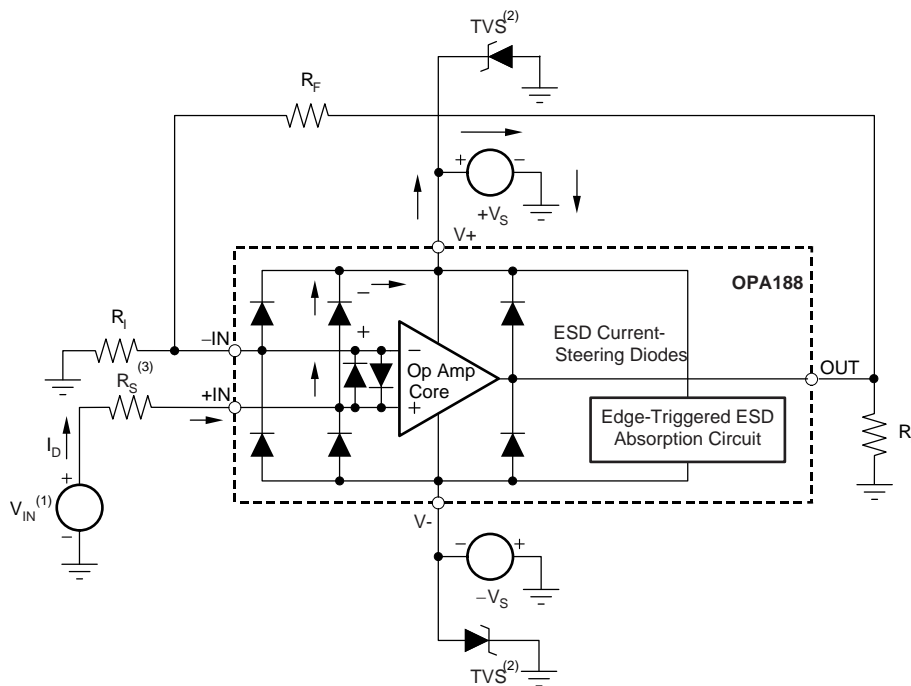 TVS(2)
RF
+ −
+VS
V+
OPA188
−
RI
−IN
+
−
ESD Current-
Steering Diodes
Op Amp
Core
OUT
(3)
RS
+IN
+
Edge-Triggered ESD
Absorption Circuit
R
ID
+
VIN(1)
−
V-
− +
−VS
TVS(2)